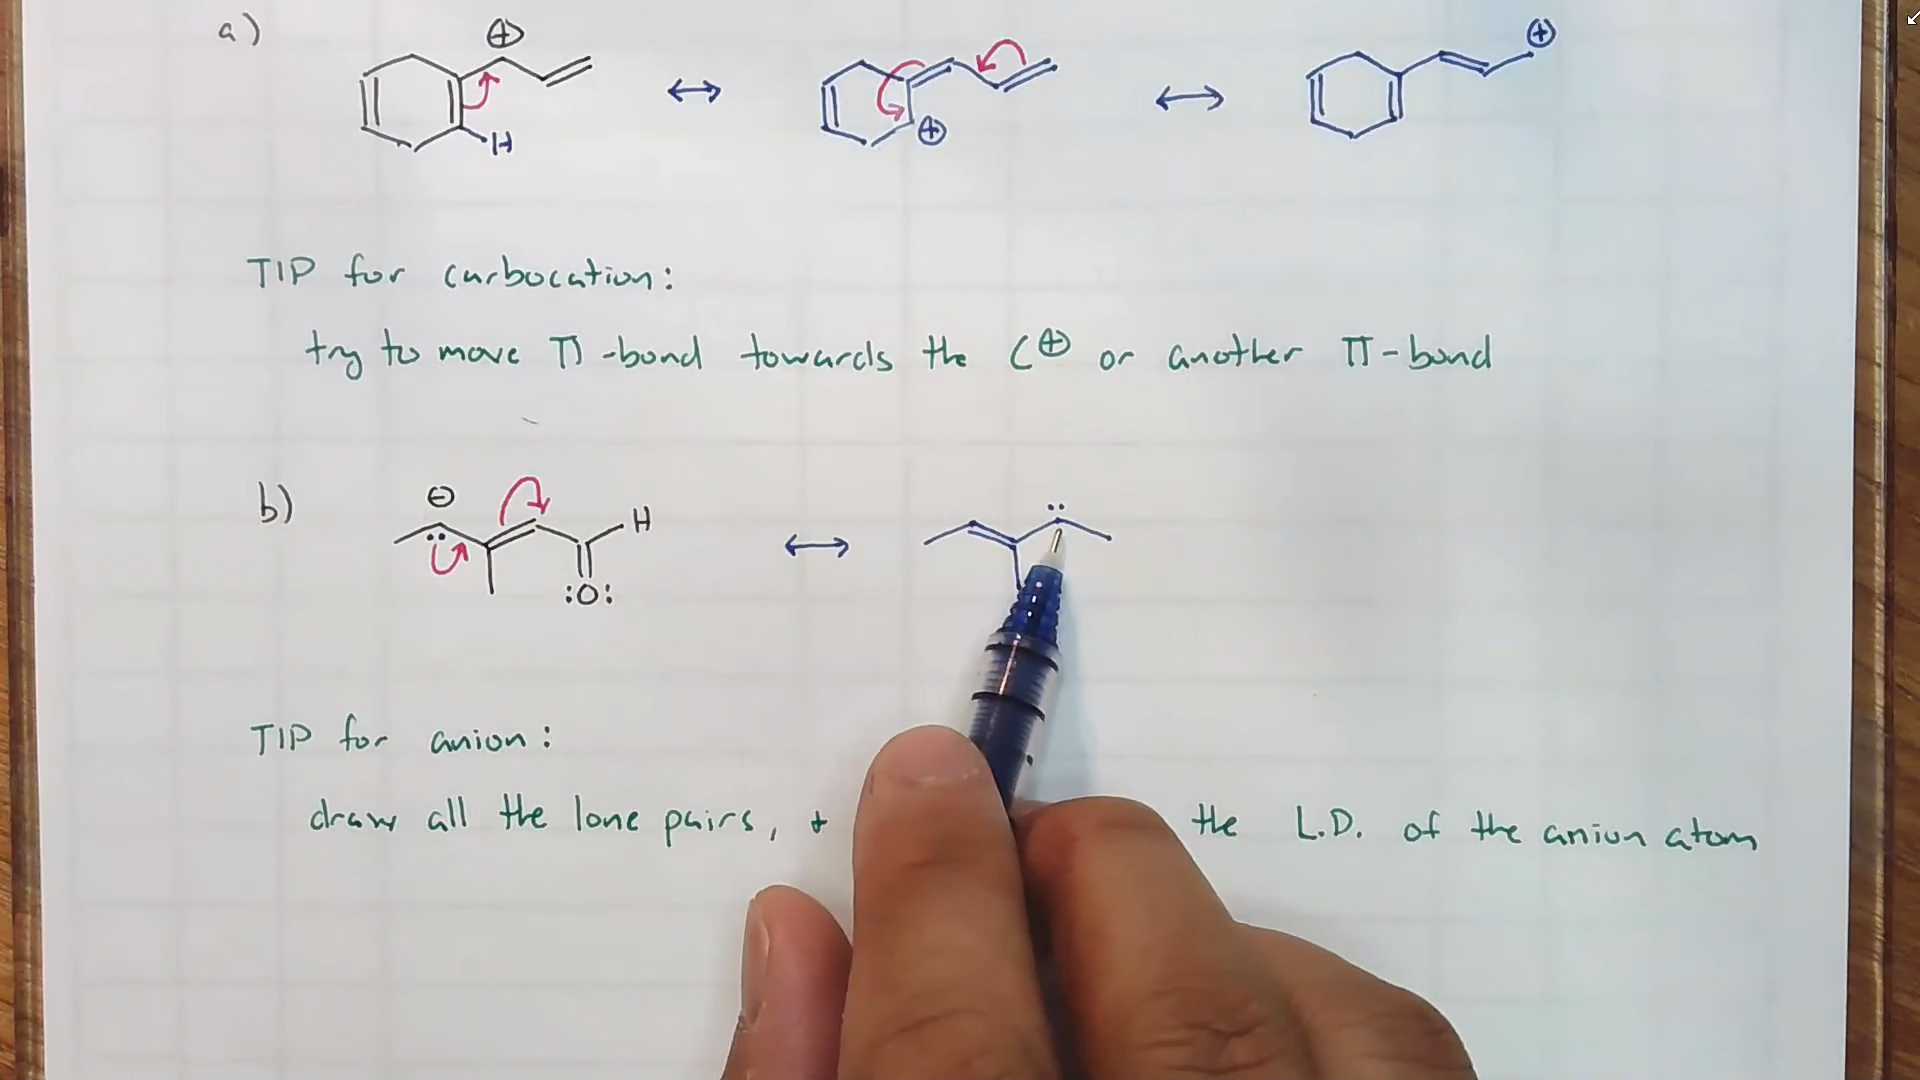 a)
⊕ ⊕
H ⊕
TIP for carbocation:
try to move π-bond towards the C⊕ or another π-bond
b)
⊖
H
:O:
TIP for anion:
draw all the lone pairs, + the L.D. of the anion atom